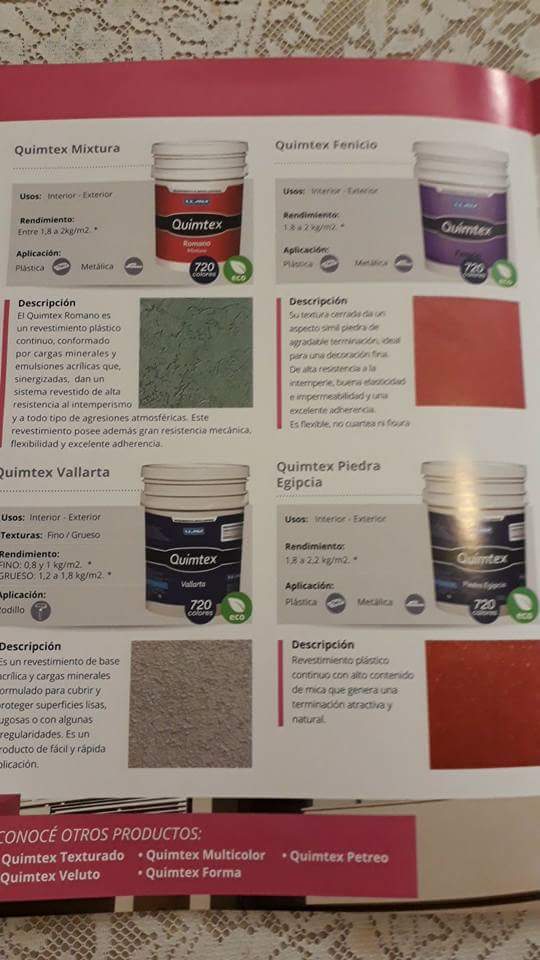 Quimtex Mixtura
Usos: Interior - Exterior
Rendimiento:
Entre 1,8 a 2kg/m2. *
Aplicación:
Plástica Metálica
Quimtex
Romano
720
colores
eco
Descripción
El Quimtex Romano es
un revestimiento plástico
continuo, conformado
por cargas minerales y
emulsiones acrílicas que,
sinergizadas, dan un
sistema revestido de alta
resistencia al intemperismo
y a todo tipo de agresiones atmosféricas. Este
revestimiento posee además gran resistencia mecánica,
flexibilidad y excelente adherencia.
Quimtex Fenicio
Usos: Interior - Exterior
Rendimiento:
1,8 a 2 kg/m2. *
Aplicación:
Plástica Metálica
Quimtex
720
colores
eco
Descripción
Su textura cerrada da un
aspecto simil piedra de
agradable terminación, ideal
para una decoración fina.
De alta resistencia a la
intemperie, buena elasticidad
e impermeabilidad y una
excelente adherencia.
Es flexible, no cuartea ni fisura
Quimtex Vallarta
Usos: Interior - Exterior
Texturas: Fino / Grueso
Rendimiento:
FINO: 0,8 y 1 kg/m2. *
GRUESO: 1,2 a 1,8 kg/m2. *
Aplicación:
Rodillo
Quimtex
Vallarta
720
colores
eco
Descripción
Es un revestimiento de base
acrílica y cargas minerales
formulado para cubrir y
proteger superficies lisas,
rugosas o con algunas
irregularidades. Es un
producto de fácil y rápida
aplicación.
Quimtex Piedra
Egipcia
Usos: Interior - Exterior
Rendimiento:
1,8 a 2,2 kg/m2. *
Aplicación:
Plástica Metálica
Quimtex
Piedra Egipcia
720
colores
eco
Descripción
Revestimiento plástico
continuo con alto contenido
de mica que genera una
terminación atractiva y
natural.
CONOCÉ OTROS PRODUCTOS:
Quimtex Texturado • Quimtex Multicolor • Quimtex Petreo
Quimtex Veluto • Quimtex Forma